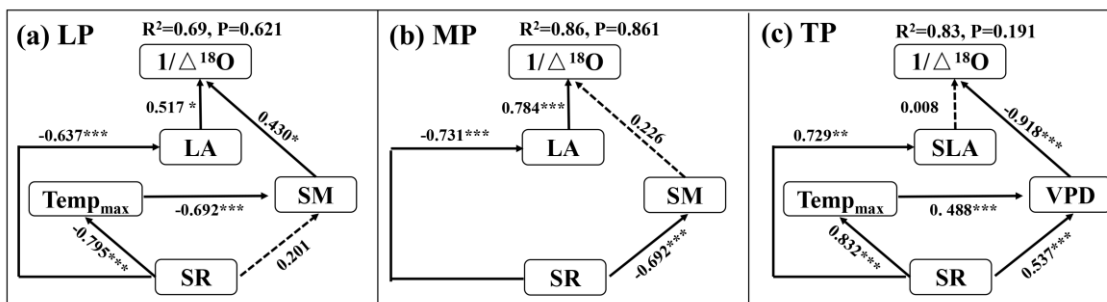 (a) LP
R²=0.69, P=0.621
1/△¹⁸O
0.517 *
0.430*
-0.637***
LA
Temp_max
-0.692***
SM
-0.795***
0.201
SR
(b) MP
R²=0.86, P=0.861
1/△¹⁸O
0.784***
0.226
-0.731***
LA
SM
-0.692***
SR
(c) TP
R²=0.83, P=0.191
1/△¹⁸O
0.008
-0.918***
0.729**
SLA
Temp_max
0. 488***
VPD
0.832***
0.537***
SR